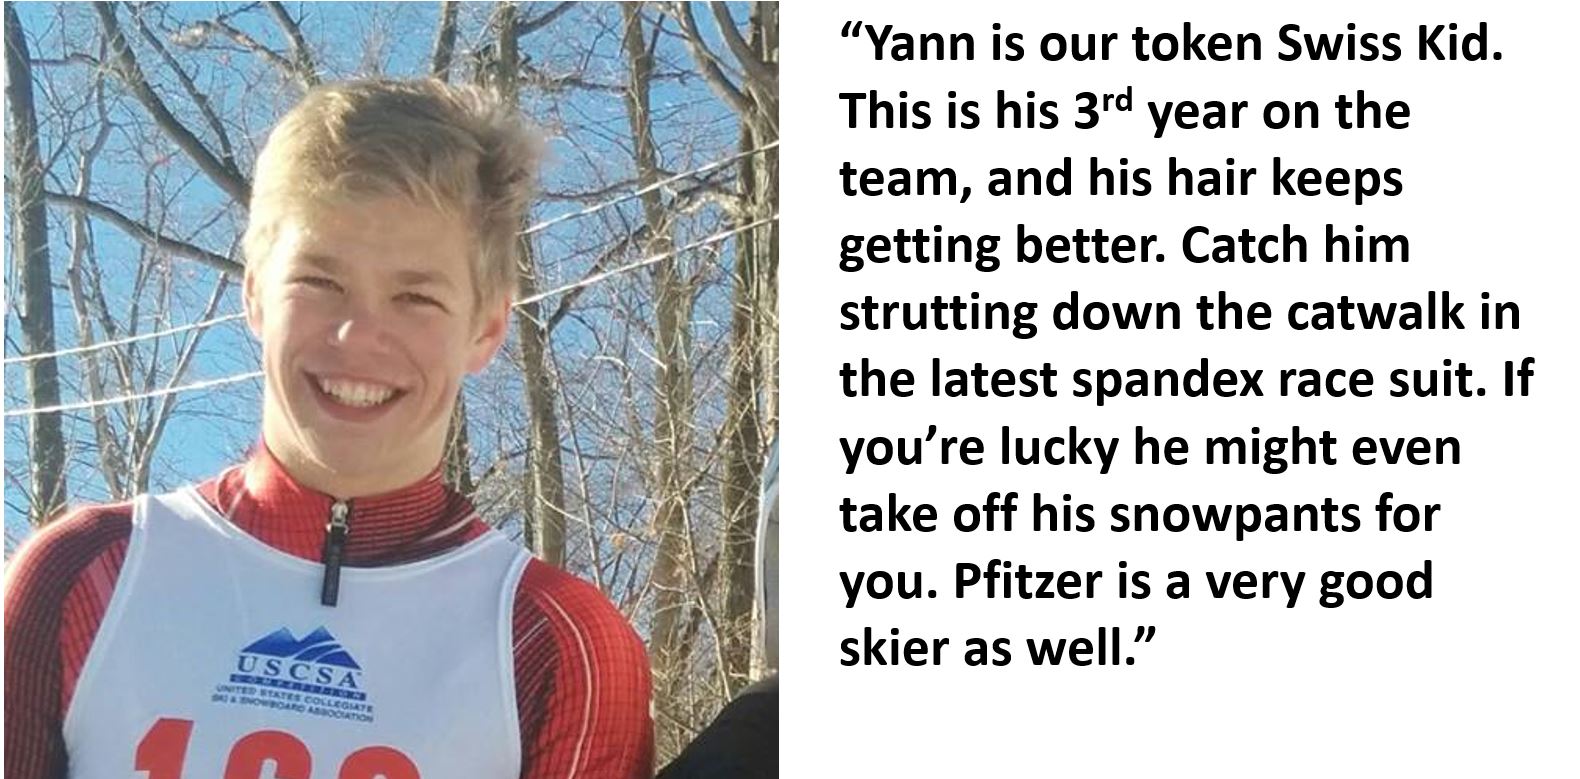 “Yann is our token Swiss Kid.
This is his 3rd year on the
team, and his hair keeps
getting better. Catch him
strutting down the catwalk in
the latest spandex race suit. If
you’re lucky he might even
take off his snowpants for
you. Pfitzer is a very good
skier as well.”
USCSA
COMPETITION
UNITED STATES COLLEGIATE
SKI & SNOWBOARD ASSOCIATION